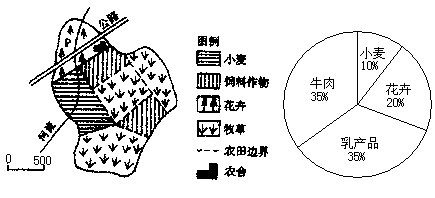 公路
P
河流
0 500
图例
小麦
饲料作物
花卉
牧草
农田边界
农舍
小麦
10%
花卉
20%
乳产品
35%
牛肉
35%